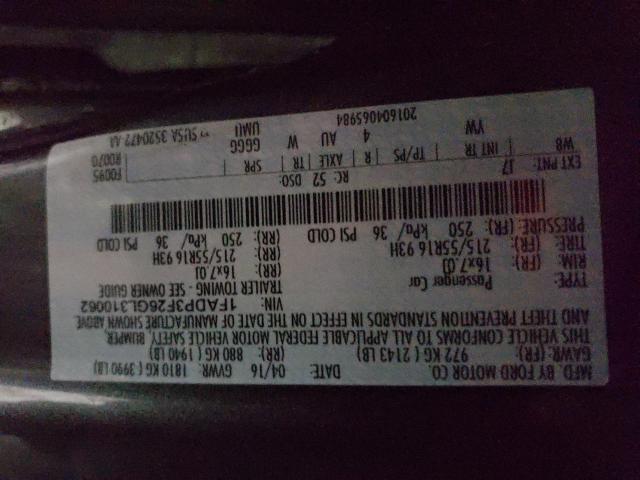 MFD. BY FORD MOTOR CO.
DATE: 04/16 GVWR: 1810 KG ( 3990 LB)
GAWR: (FR): 972 KG ( 2143 LB) (RR): 880 KG ( 1940 LB)
THIS VEHICLE CONFORMS TO ALL APPLICABLE FEDERAL MOTOR VEHICLE SAFETY, BUMPER,
AND THEFT PREVENTION STANDARDS IN EFFECT ON THE DATE OF MANUFACTURE SHOWN ABOVE.
VIN: 1FADP3F26GL310062
TYPE: Passenger Car TRAILER TOWING - SEE OWNER GUIDE
RIM: (FR): 16x7.0J (RR): 16x7.0J
TIRE: (FR): 215/55R16 93H (RR): 215/55R16 93H
PRESSURE: (FR): 250 kPa/ 36 PSI COLD (RR): 250 kPa/ 36 PSI COLD
EXT PNT: J7 RC: 52 DSO: F0095
W8 INT TR TP/PS R AXLE TR SPR R0070
YW 4 AU W GGGG
201604065984 UMU 5USA 3520472 AA